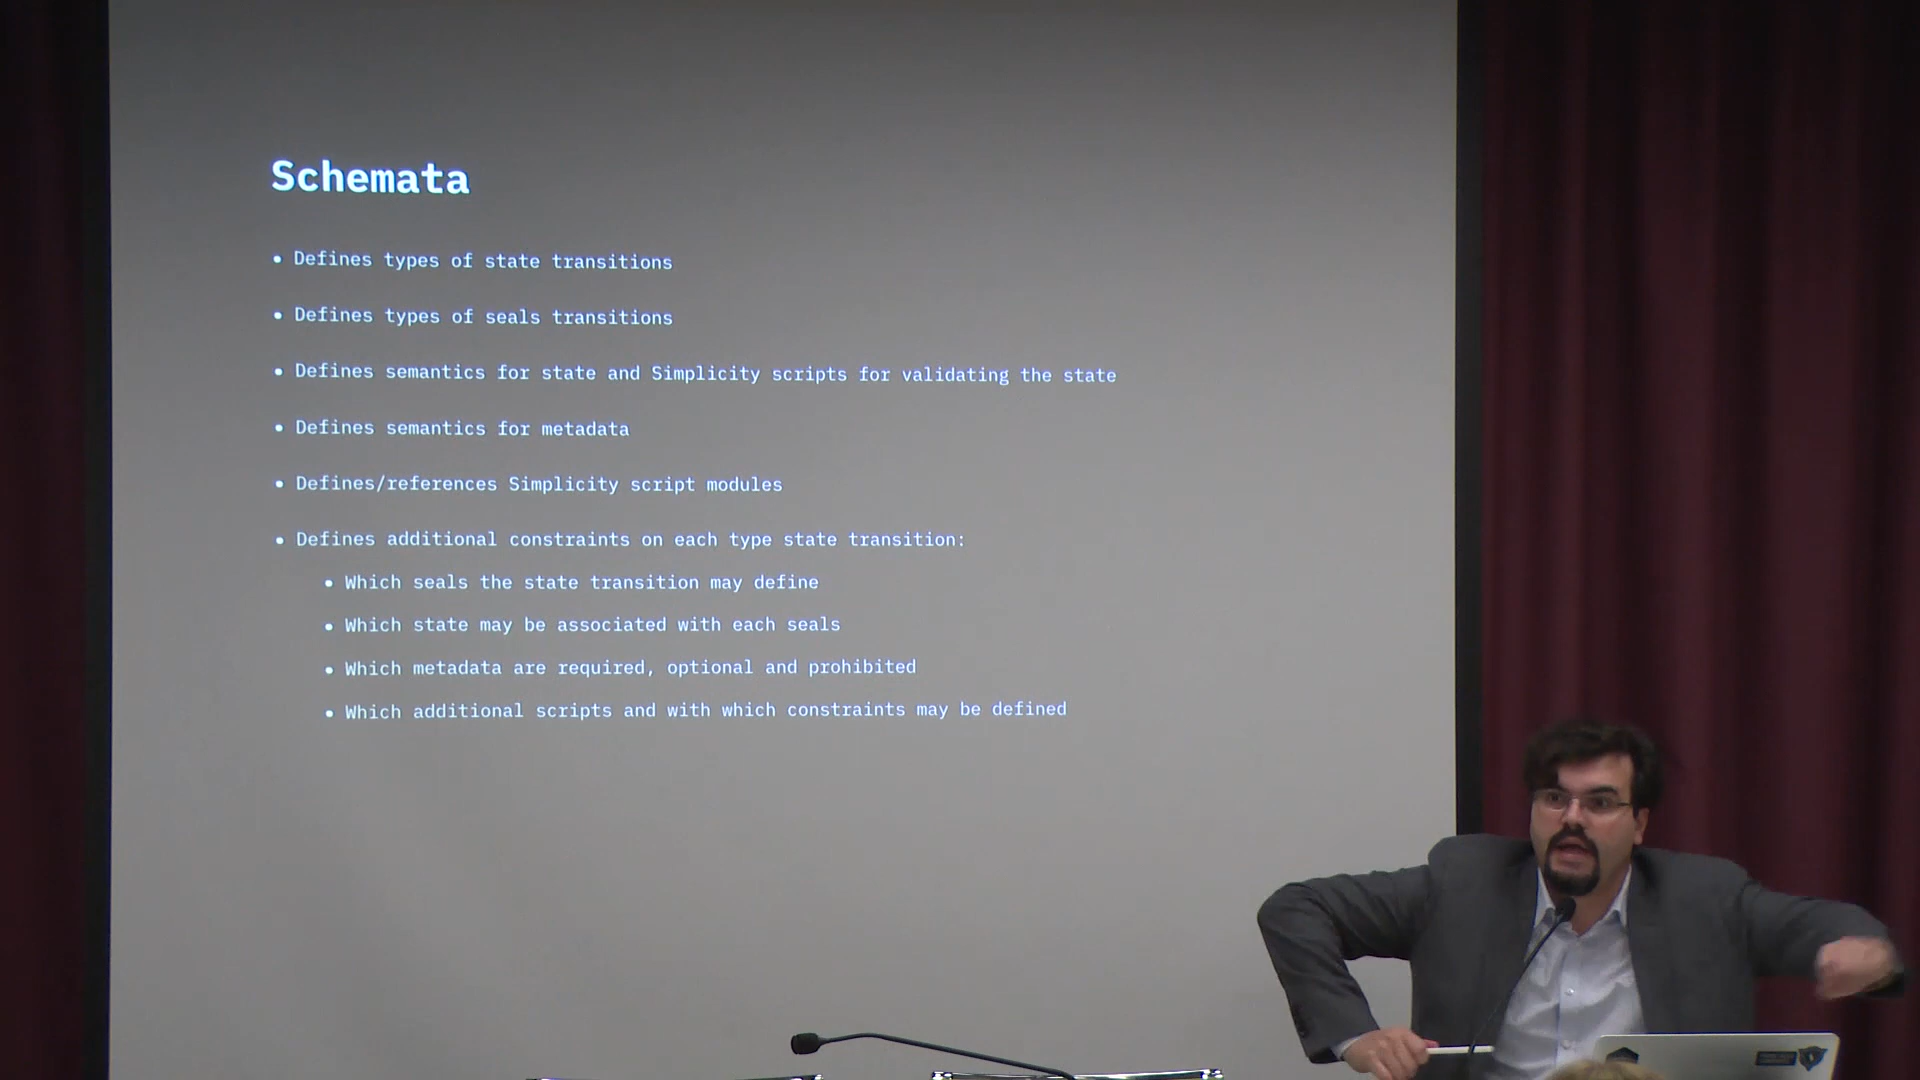 Schemata
• Defines types of state transitions
• Defines types of seals transitions
• Defines semantics for state and Simplicity scripts for validating the state
• Defines semantics for metadata
• Defines/references Simplicity script modules
• Defines additional constraints on each type state transition:
• Which seals the state transition may define
• Which state may be associated with each seals
• Which metadata are required, optional and prohibited
• Which additional scripts and with which constraints may be defined